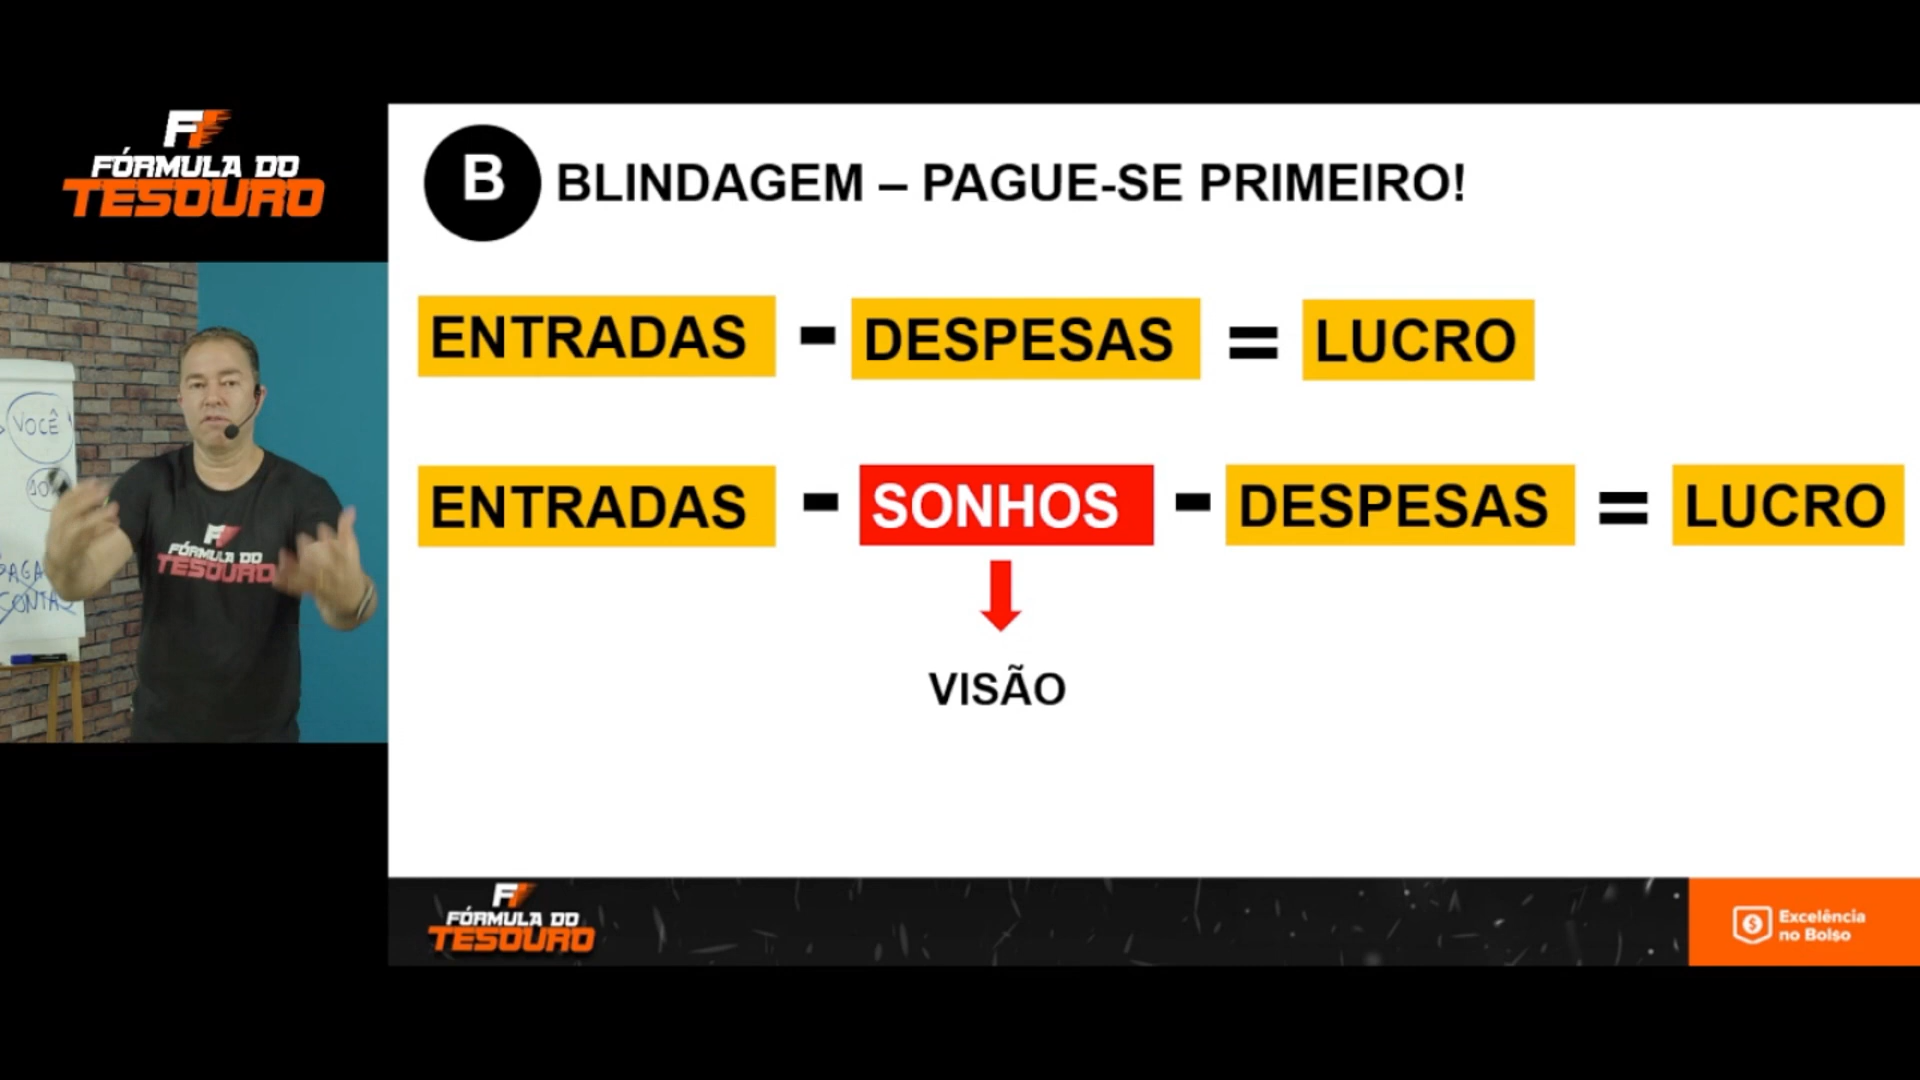 FÓRMULA DO
TESOURO
B BLINDAGEM – PAGUE-SE PRIMEIRO!
ENTRADAS - DESPESAS = LUCRO
ENTRADAS - SONHOS - DESPESAS = LUCRO
VISÃO
VOCÊ
FÓRMULA DO
TESOURO
CONTA
FÓRMULA DO
TESOURO
Excelência
no Bolso